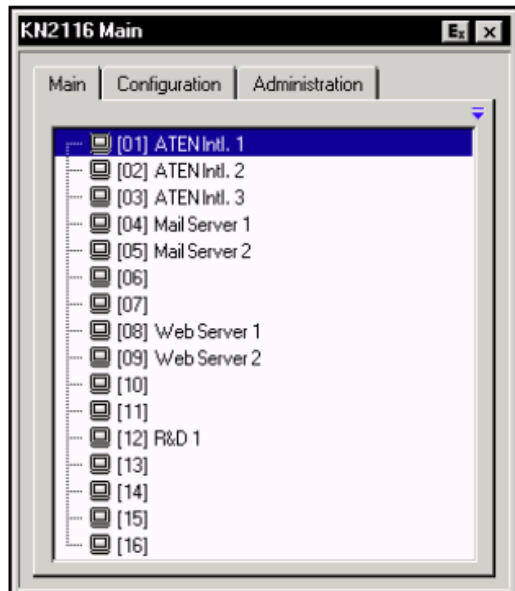 KN2116 Main Ex
Main Configuration Administration
[01] ATEN Intl. 1
[02] ATEN Intl. 2
[03] ATEN Intl. 3
[04] Mail Server 1
[05] Mail Server 2
[06]
[07]
[08] Web Server 1
[09] Web Server 2
[10]
[11]
[12] R&D 1
[13]
[14]
[15]
[16]